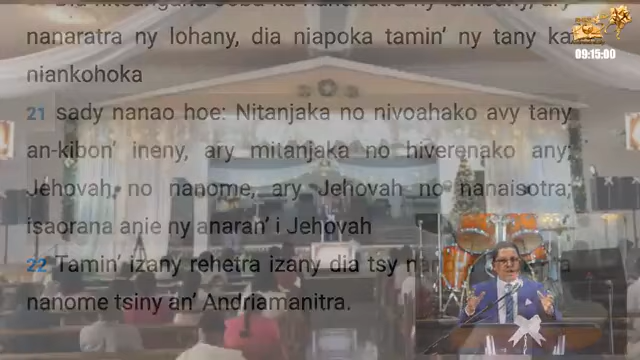 nanaratra ny lohany, dia niapoka tamin’ ny tany
niankohoka
21 sady nanao hoe: Nitanjaka no nivoahako avy tany
an-kibon’ ineny, ary mitanjaka no hiverenako any;
Jehovah no nanome, ary Jehovah no nanaisotra;
isaorana anie ny anaran’ i Jehovah
22 Tamin’ izany rehetra izany dia tsy
nanome tsiny an’ Andriamanitra.
09:15:00